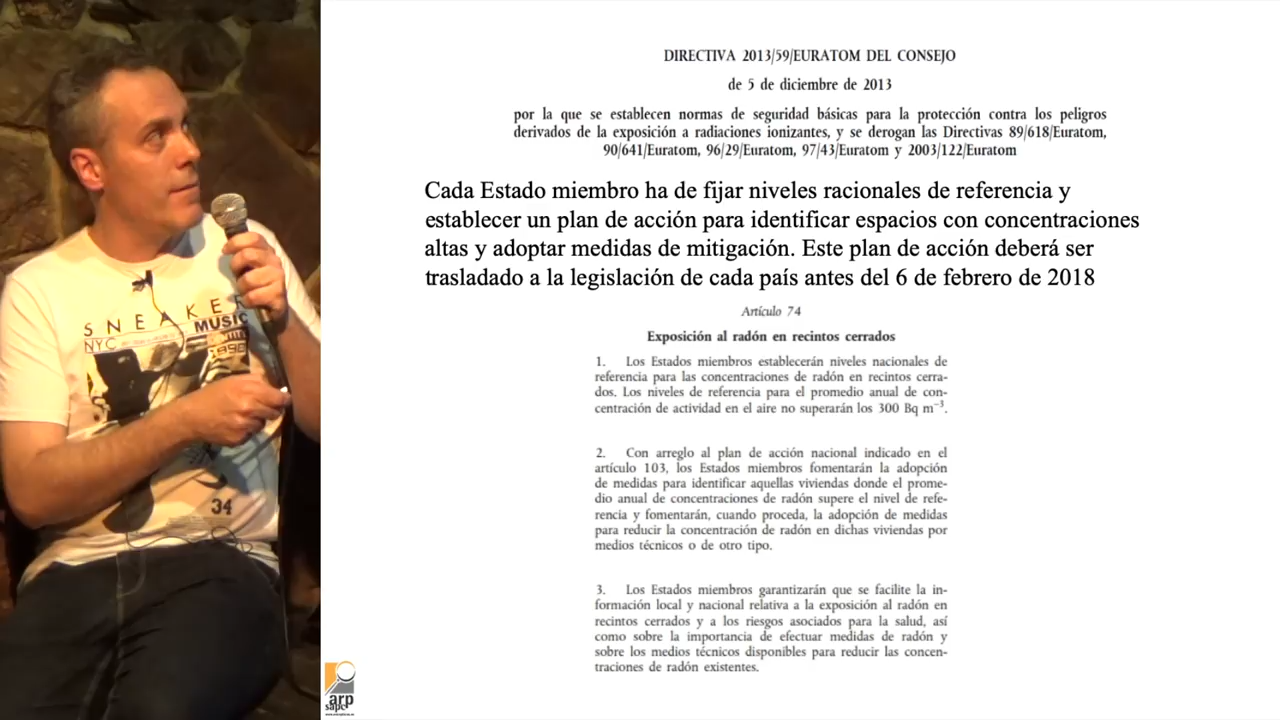 DIRECTIVA 2013/59/EURATOM DEL CONSEJO
de 5 de diciembre de 2013
por la que se establecen normas de seguridad básicas para la protección contra los peligros
derivados de la exposición a radiaciones ionizantes, y se derogan las Directivas 89/618/Euratom,
90/641/Euratom, 96/29/Euratom, 97/43/Euratom y 2003/122/Euratom
Cada Estado miembro ha de fijar niveles racionales de referencia y
establecer un plan de acción para identificar espacios con concentraciones
altas y adoptar medidas de mitigación. Este plan de acción deberá ser
trasladado a la legislación de cada país antes del 6 de febrero de 2018
Artículo 74
Exposición al radón en recintos cerrados
1. Los Estados miembros establecerán niveles nacionales de
referencia para las concentraciones de radón en recintos cerra-
dos. Los niveles de referencia para el promedio anual de con-
centración de actividad en el aire no superarán los 300 Bq m⁻³.
2. Con arreglo al plan de acción nacional indicado en el
artículo 103, los Estados miembros fomentarán la adopción
de medidas para identificar aquellas viviendas donde el prome-
dio anual de concentraciones de radón supere el nivel de refe-
rencia y fomentarán, cuando proceda, la adopción de medidas
para reducir la concentración de radón en dichas viviendas por
medios técnicos o de otro tipo.
3. Los Estados miembros garantizarán que se facilite la in-
formación local y nacional relativa a la exposición al radón en
recintos cerrados y a los riesgos asociados para la salud, así
como sobre la importancia de efectuar medidas de radón y
sobre los medios técnicos disponibles para reducir las concen-
traciones de radón existentes.
SNEAKER
NYC
MUSIC
1990
34
arp
sapc